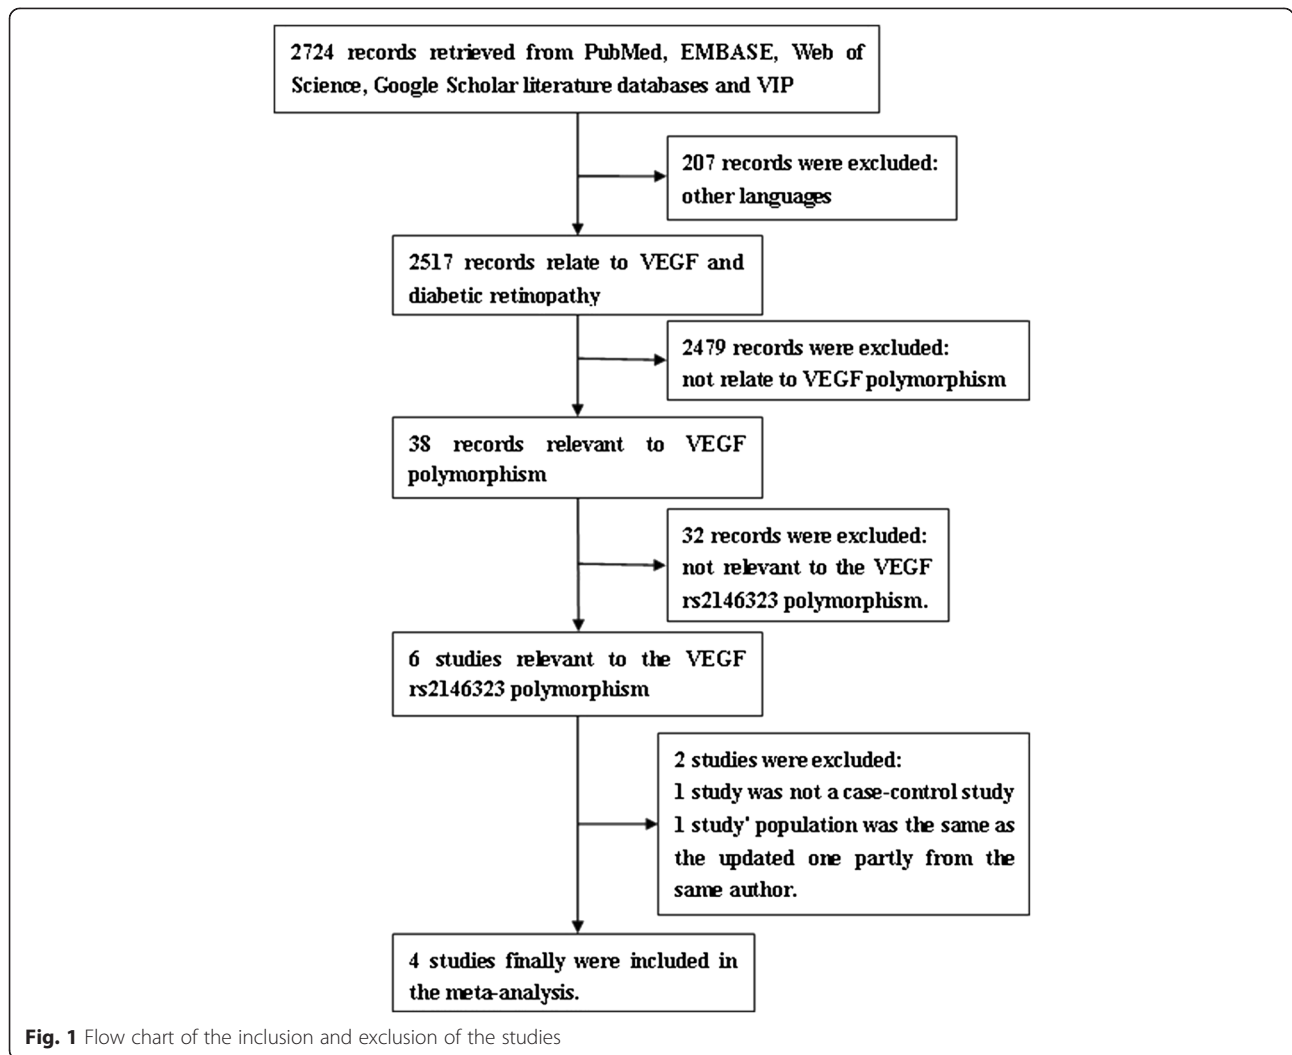 2724 records retrieved from PubMed, EMBASE, Web of
Science, Google Scholar literature databases and VIP
207 records were excluded:
other languages
2517 records relate to VEGF and
diabetic retinopathy
2479 records were excluded:
not relate to VEGF polymorphism
38 records relevant to VEGF
polymorphism
32 records were excluded:
not relevant to the VEGF
rs2146323 polymorphism.
6 studies relevant to the VEGF
rs2146323 polymorphism
2 studies were excluded:
1 study was not a case-control study
1 study' population was the same as
the updated one partly from the
same author.
4 studies finally were included in
the meta-analysis.
Fig. 1 Flow chart of the inclusion and exclusion of the studies